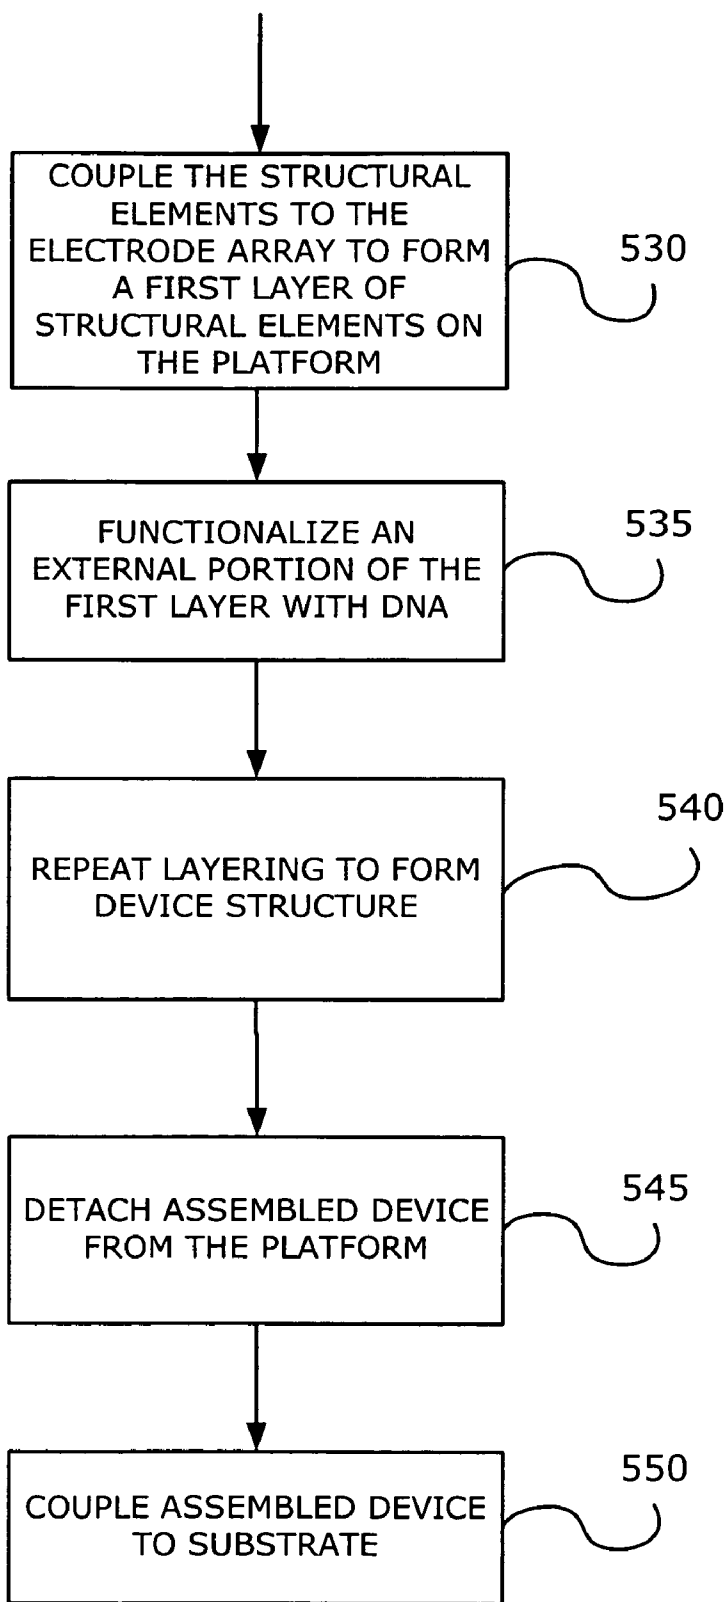 COUPLE THE STRUCTURAL
ELEMENTS TO THE
ELECTRODE ARRAY TO FORM
A FIRST LAYER OF
STRUCTURAL ELEMENTS ON
THE PLATFORM
530
FUNCTIONALIZE AN
EXTERNAL PORTION OF THE
FIRST LAYER WITH DNA
535
REPEAT LAYERING TO FORM
DEVICE STRUCTURE
540
DETACH ASSEMBLED DEVICE
FROM THE PLATFORM
545
COUPLE ASSEMBLED DEVICE
TO SUBSTRATE
550